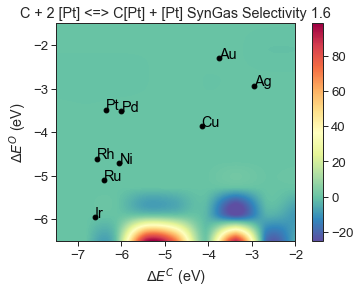 C + 2 [Pt] <=> C[Pt] + [Pt] SynGas Selectivity 1.6
−2
−3
−4
−5
−6
ΔE^O (eV)
Au
Ag
Pt
Pd
Cu
Rh
Ni
Ru
Ir
−7
−6
−5
−4
−3
−2
ΔE^C (eV)
80
60
40
20
0
−20